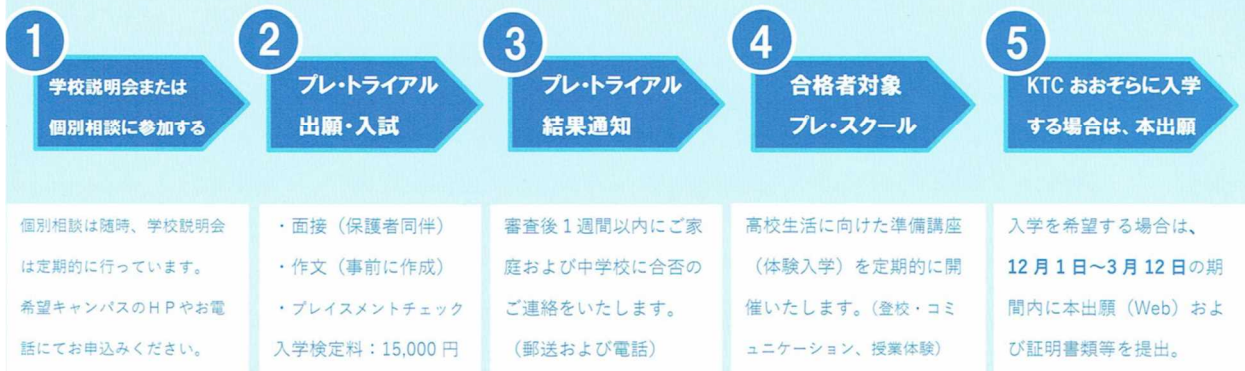 1
学校説明会または
個別相談に参加する
個別相談は随時、学校説明会
は定期的に行っています。
希望キャンパスのHPやお電
話にてお申込みください。
2
プレ・トライアル
出願・入試
・面接（保護者同伴）
・作文（事前に作成）
・プレイスメントチェック
入学検定料：15,000円
3
プレ・トライアル
結果通知
審査後1週間以内にご家
庭および中学校に合否の
ご連絡をいたします。
（郵送および電話）
4
合格者対象
プレ・スクール
高校生活に向けた準備講座
（体験入学）を定期的に開
催いたします。（登校・コミ
ュニケーション、授業体験）
5
KTCおおぞらに入学
する場合は、本出願
入学を希望する場合は、
12月1日～3月12日の期
間内に本出願（Web）およ
び証明書類等を提出。